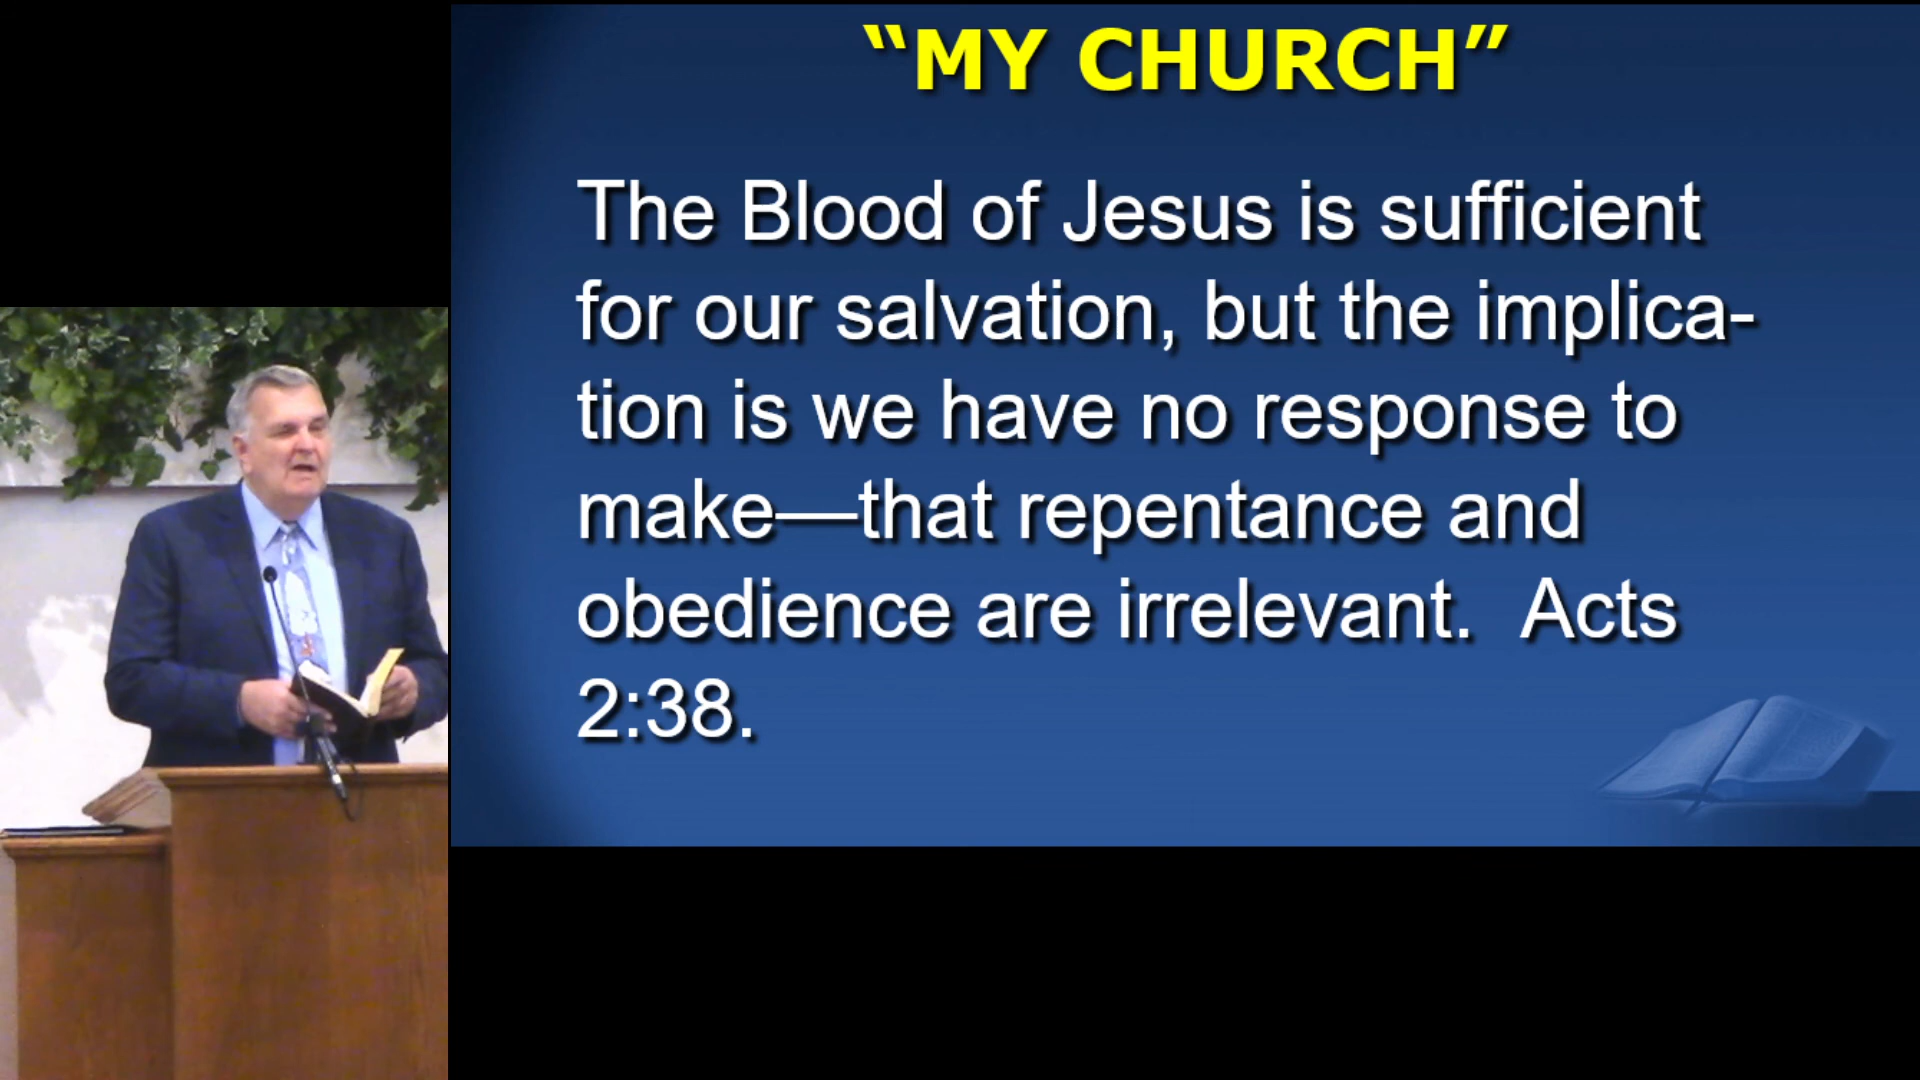 “MY CHURCH”
The Blood of Jesus is sufficient
for our salvation, but the implica-
tion is we have no response to
make—that repentance and
obedience are irrelevant.  Acts
2:38.